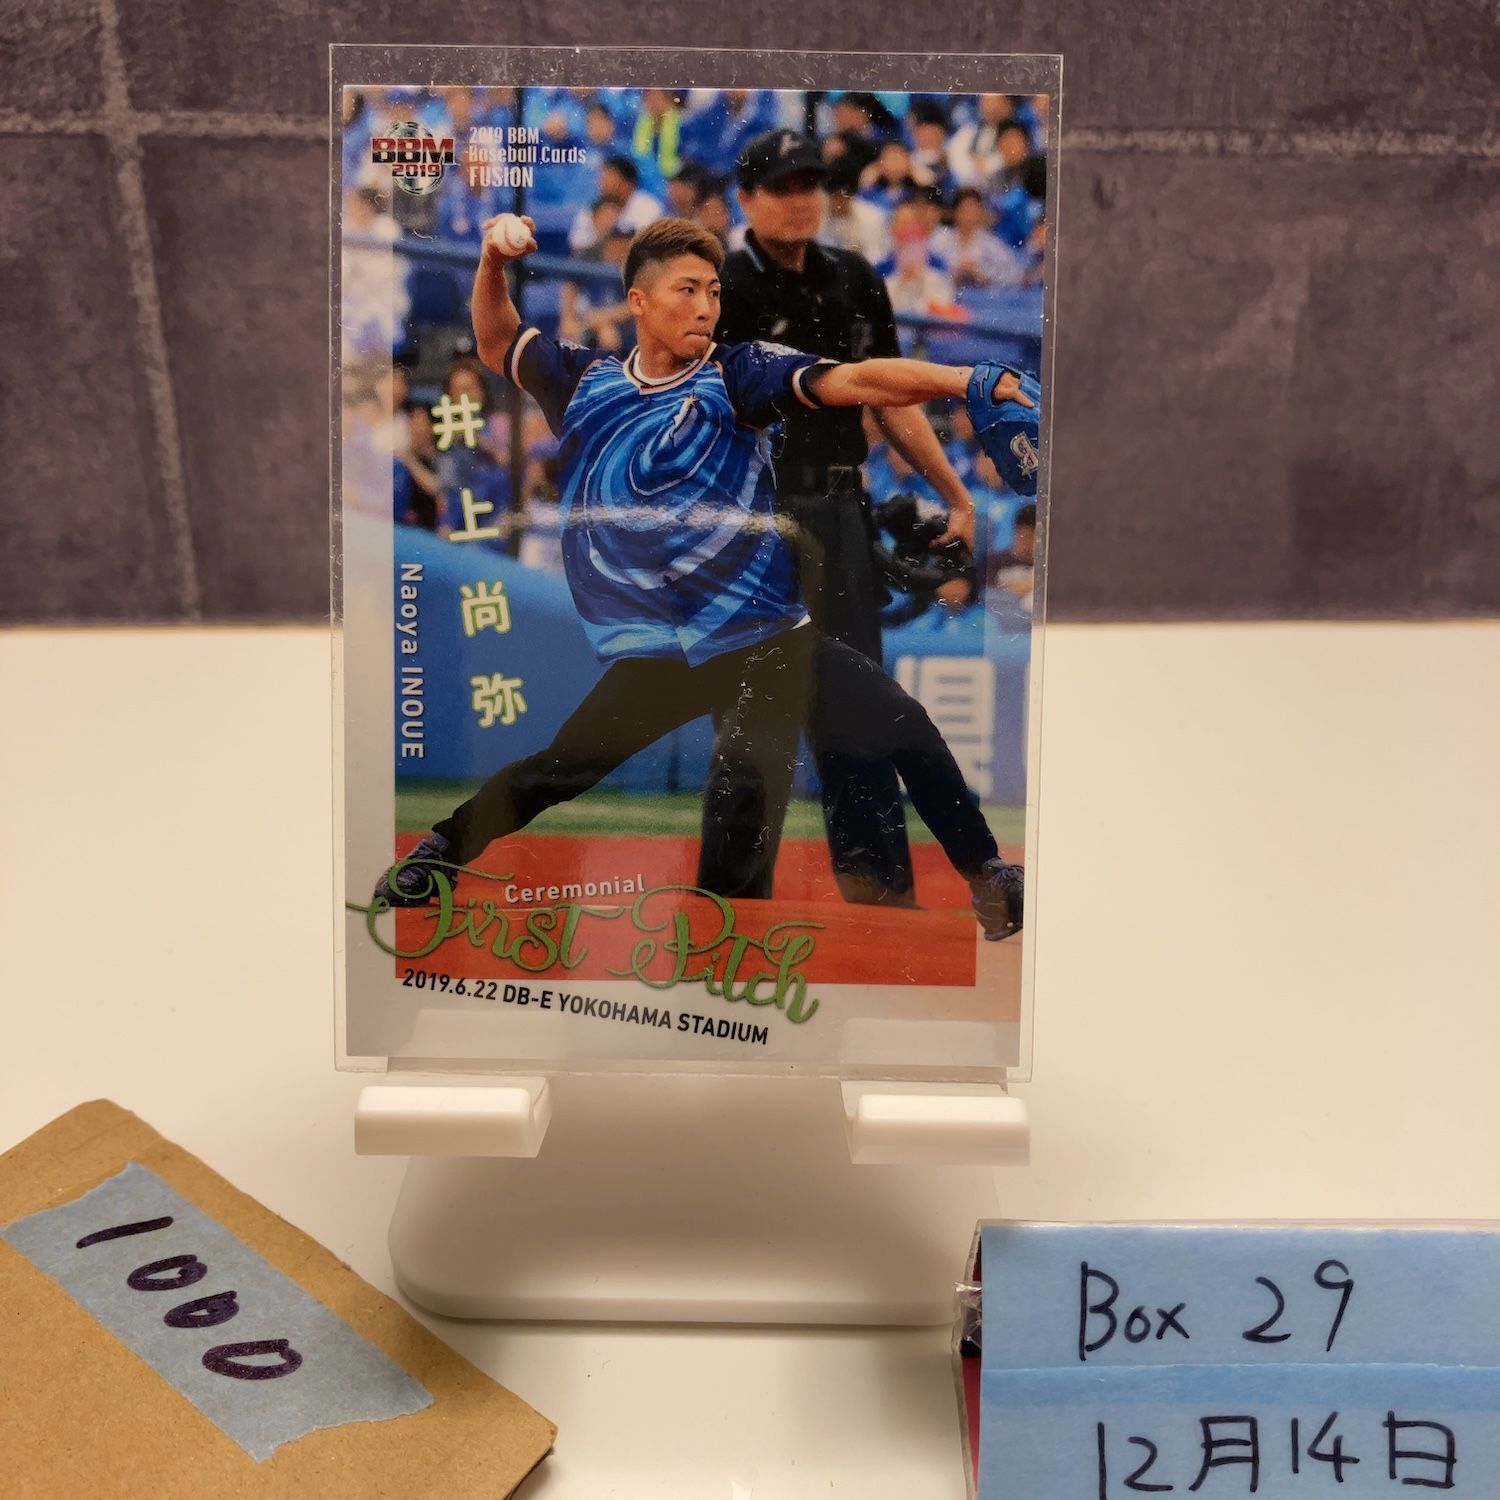 BBM
2019
2019 BBM
Baseball Cards
FUSION
井上尚弥
Naoya INOUE
Ceremonial
First Pitch
2019.6.22 DB-E YOKOHAMA STADIUM
1000
Box 29
12月14日